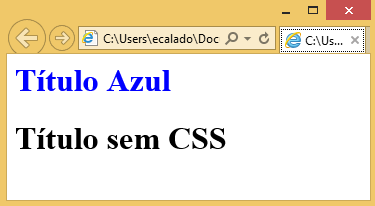 C:\Users\ecalado\Doc
C:\Us...
Título Azul
Título sem CSS